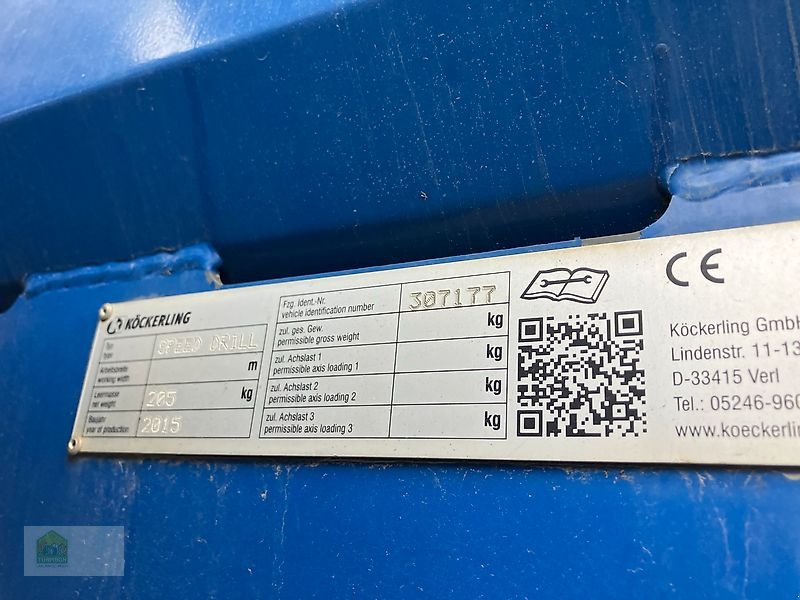 KÖCKERLING
Typ
type
SPEED DRILL
Arbeitsbreite
working width
m
Leermasse
net weight
205
kg
Baujahr
year of production
2015
Fzg. Ident.-Nr.
vehicle identification number
307177
zul. ges. Gew.
permissible gross weight
kg
zul. Achslast 1
permissible axis loading 1
kg
zul. Achslast 2
permissible axis loading 2
kg
zul. Achslast 3
permissible axis loading 3
kg
CE
Köckerling GmbH
Lindenstr. 11-13
D-33415 Verl
Tel.: 05246-960
www.koeckerlin